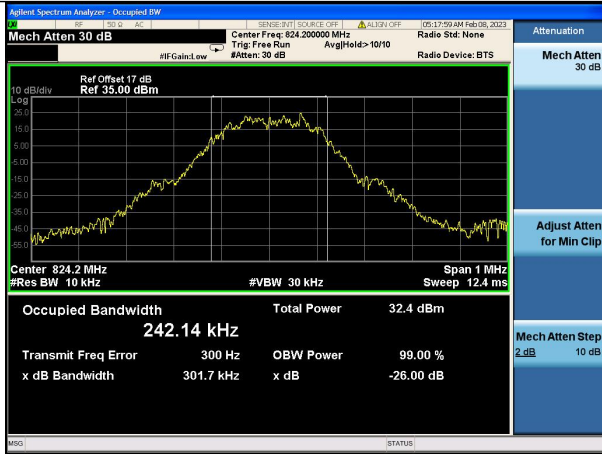 Agilent Spectrum Analyzer - Occupied BW
LXI RF 50 Ω AC SENSE:INT SOURCE OFF ALIGN OFF 05:17:59 AM Feb 08, 2023
Mech Atten 30 dB Center Freq: 824.200000 MHz Radio Std: None
Trig: Free Run Avg|Hold:> 10/10
#IFGain:Low #Atten: 30 dB Radio Device: BTS
Attenuation
Mech Atten
30 dB
Ref Offset 17 dB
10 dB/div Ref 35.00 dBm
Log
25.0
15.0
5.00
-5.00
-15.0
-25.0
-35.0
-45.0
-55.0
Adjust Atten
for Min Clip
Center 824.2 MHz Span 1 MHz
#Res BW 10 kHz #VBW 30 kHz Sweep 12.4 ms
Occupied Bandwidth Total Power 32.4 dBm
242.14 kHz
Transmit Freq Error 300 Hz OBW Power 99.00 %
x dB Bandwidth 301.7 kHz x dB -26.00 dB
Mech Atten Step
2 dB 10 dB
MSG STATUS